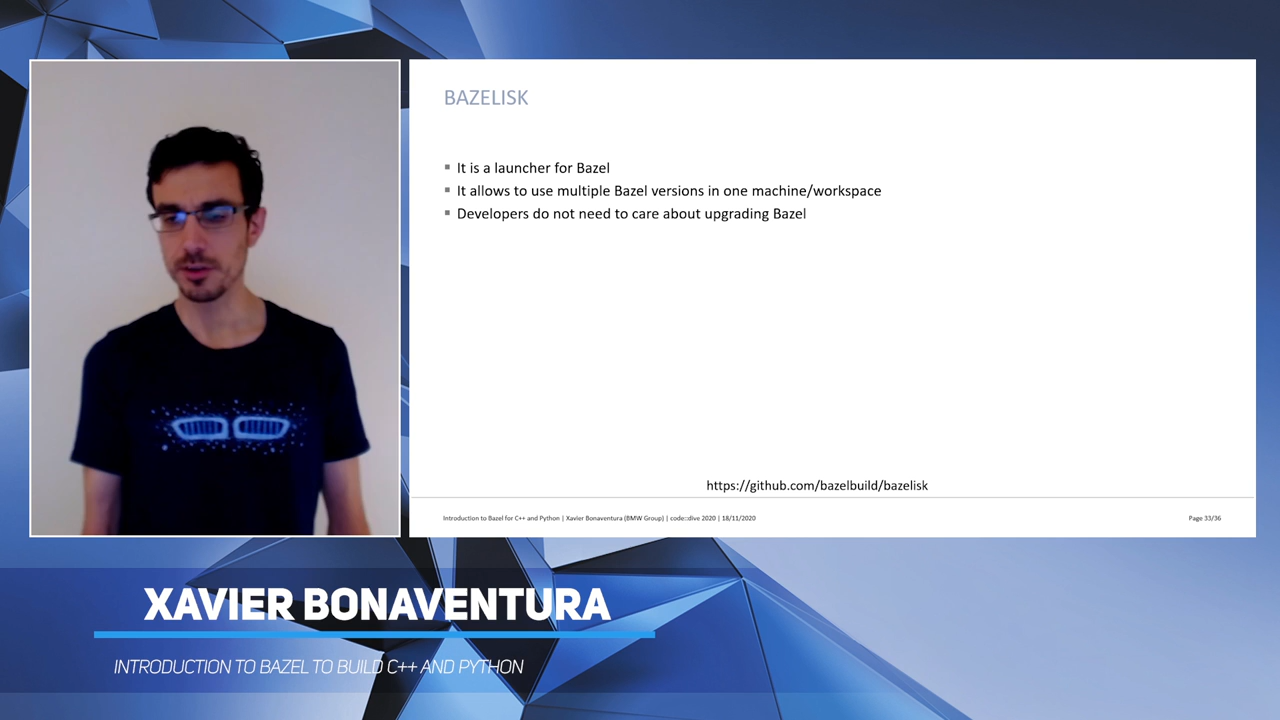 BAZELISK
▪ It is a launcher for Bazel
▪ It allows to use multiple Bazel versions in one machine/workspace
▪ Developers do not need to care about upgrading Bazel
https://github.com/bazelbuild/bazelisk
Introduction to Bazel for C++ and Python | Xavier Bonaventura (BMW Group) | code::dive 2020 | 18/11/2020
Page 33/36
XAVIER BONAVENTURA
INTRODUCTION TO BAZEL TO BUILD C++ AND PYTHON